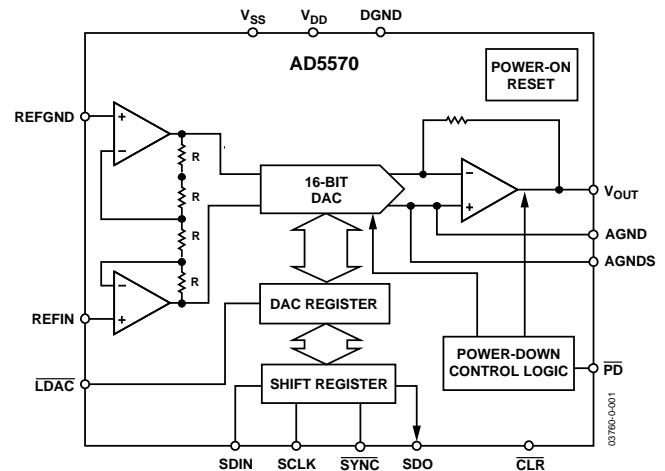 VSS
VDD
DGND
AD5570
POWER-ON
RESET
REFGND
+
−
R
R
R
R
−
+
REFIN
16-BIT
DAC
−
+
VOUT
AGND
AGNDS
DAC REGISTER
LDAC
SHIFT REGISTER
POWER-DOWN
CONTROL LOGIC
PD
03760-0-001
SDIN
SCLK
SYNC
SDO
CLR